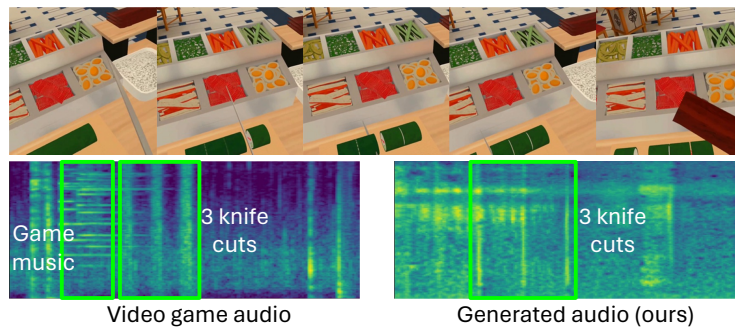 Game
music
3 knife
cuts
3 knife
cuts
Video game audio
Generated audio (ours)